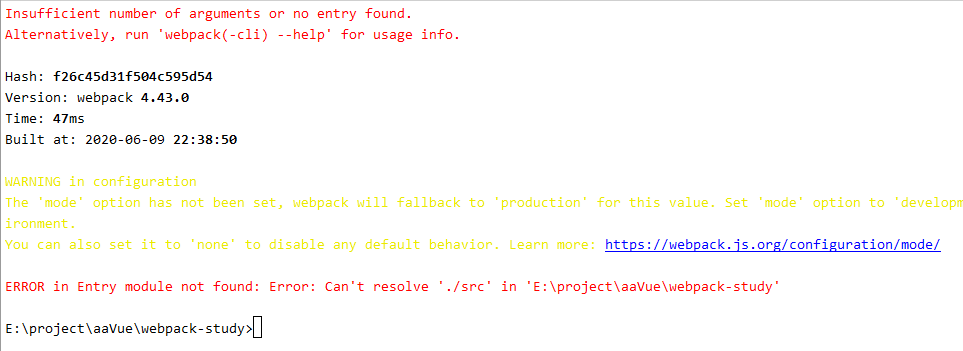 Insufficient number of arguments or no entry found.
Alternatively, run 'webpack(-cli) --help' for usage info.
Hash: f26c45d31f504c595d54
Version: webpack 4.43.0
Time: 47ms
Built at: 2020-06-09 22:38:50
WARNING in configuration
The 'mode' option has not been set, webpack will fallback to 'production' for this value. Set 'mode' option to 'developm
ironment.
You can also set it to 'none' to disable any default behavior. Learn more: https://webpack.js.org/configuration/mode/
ERROR in Entry module not found: Error: Can't resolve './src' in 'E:\project\aaVue\webpack-study'
E:\project\aaVue\webpack-study>